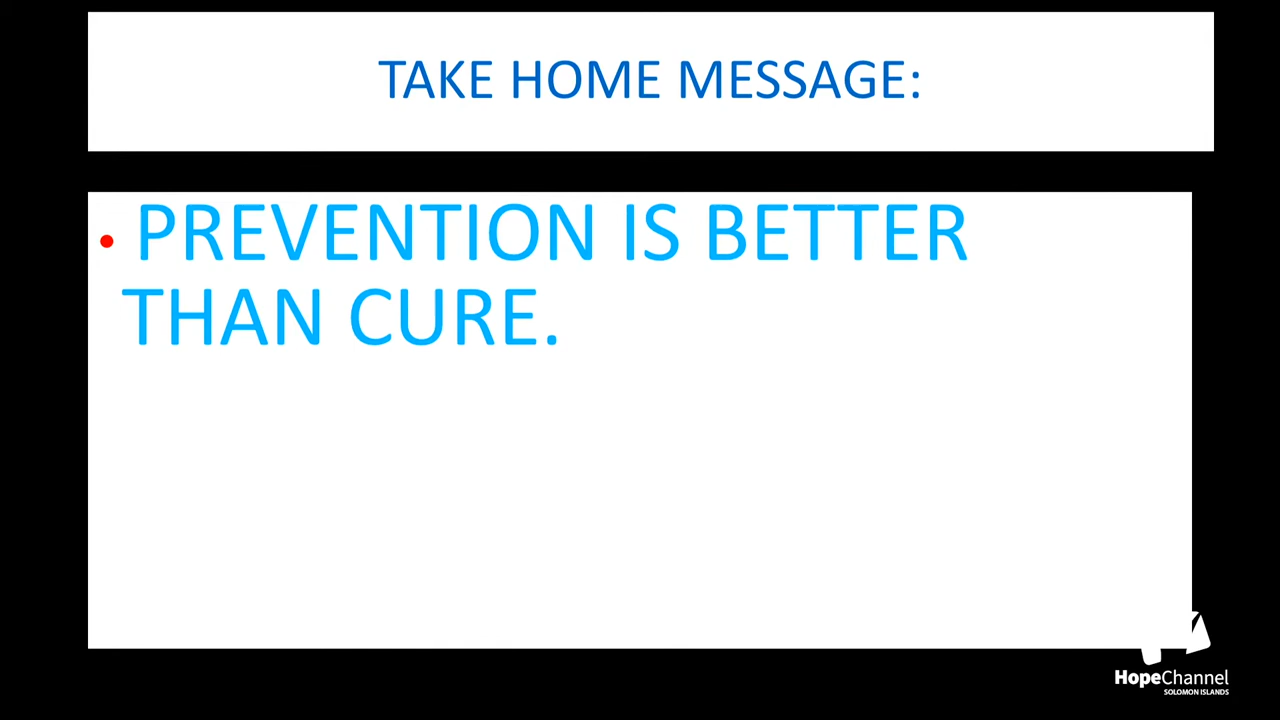 TAKE HOME MESSAGE:
• PREVENTION IS BETTER
THAN CURE.
HopeChannel
SOLOMON ISLANDS